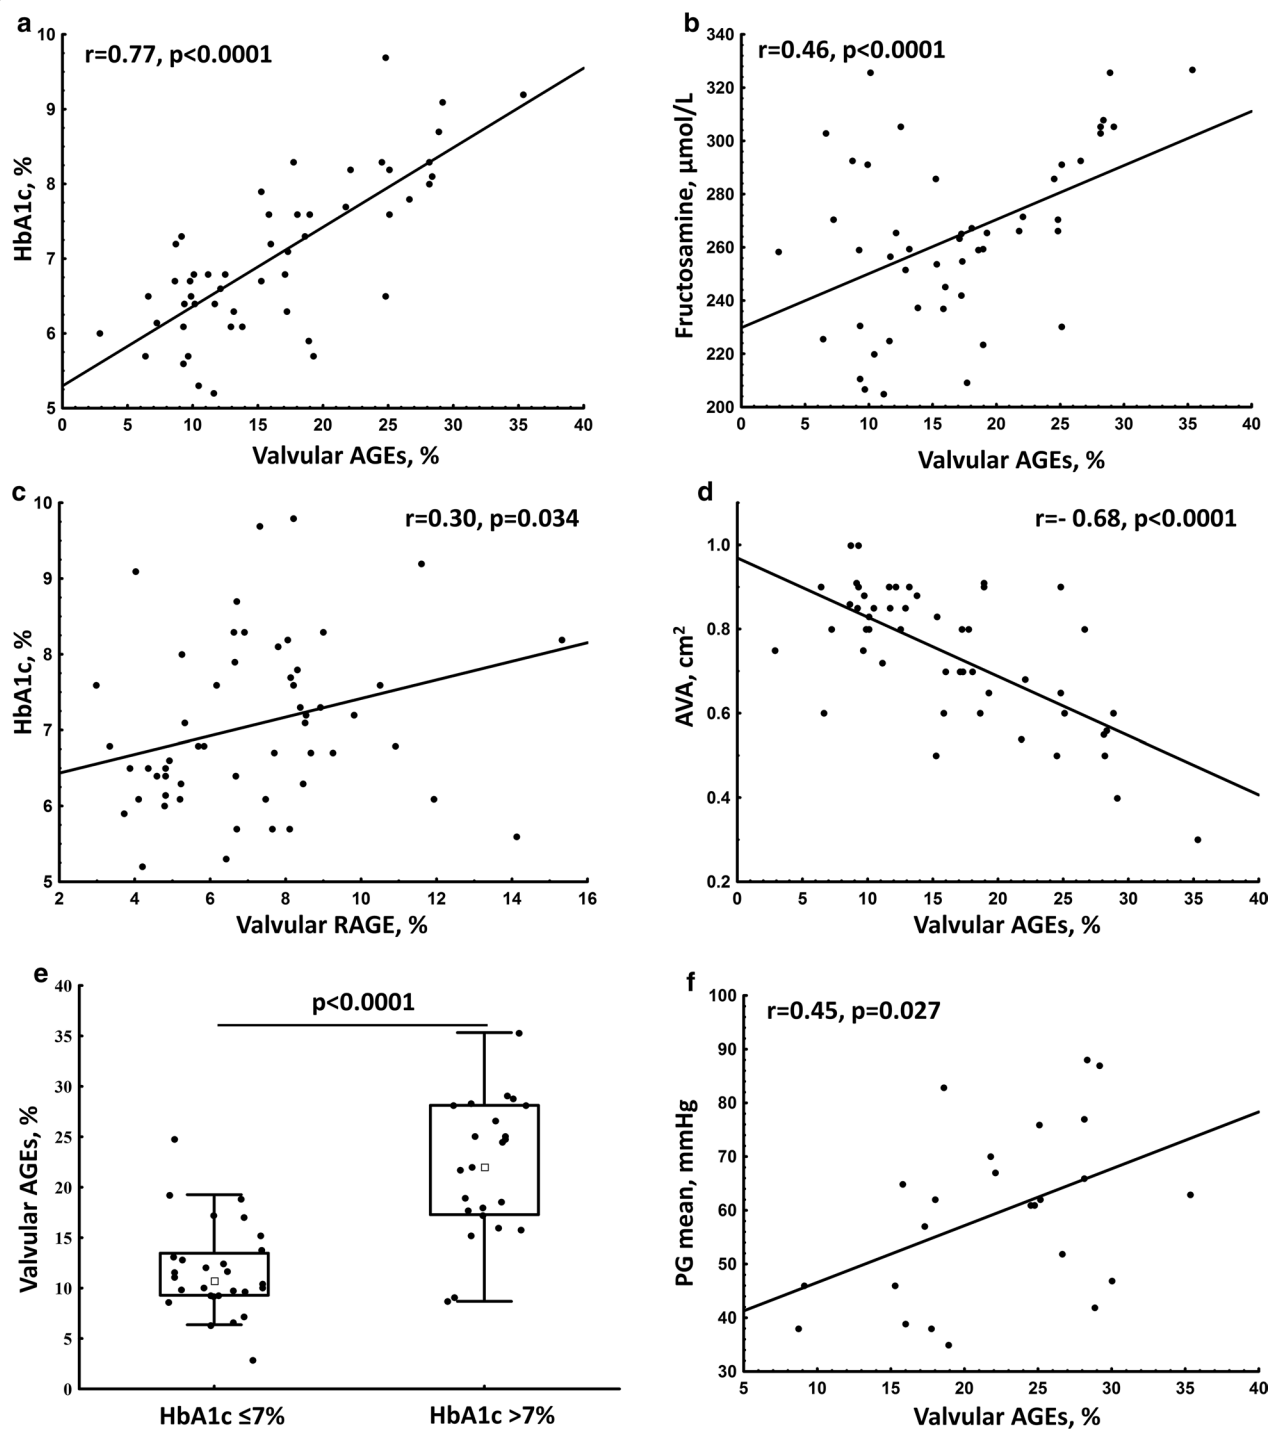 a
r=0.77, p<0.0001
HbA1c, %
10
9
8
7
6
5
0 5 10 15 20 25 30 35 40
Valvular AGEs, %
b
r=0.46, p<0.0001
Fructosamine, µmol/L
340
320
300
280
260
240
220
200
0 5 10 15 20 25 30 35 40
Valvular AGEs, %
c
r=0.30, p=0.034
HbA1c, %
10
9
8
7
6
5
2 4 6 8 10 12 14 16
Valvular RAGE, %
d
r=- 0.68, p<0.0001
AVA, cm²
1.0
0.8
0.6
0.4
0.2
0 5 10 15 20 25 30 35 40
Valvular AGEs, %
e
p<0.0001
Valvular AGEs, %
40
35
30
25
20
15
10
5
0
HbA1c ≤7% HbA1c >7%
f
r=0.45, p=0.027
PG mean, mmHg
100
90
80
70
60
50
40
30
5 10 15 20 25 30 35 40
Valvular AGEs, %